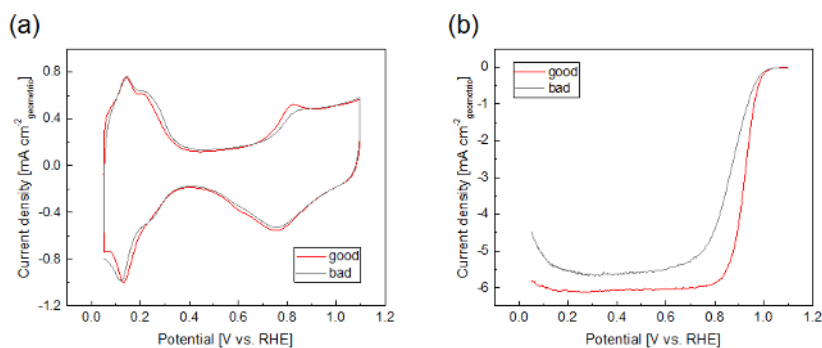 (a)
Current density [mA cm-2geometric]
0.8
0.4
0.0
-0.4
-0.8
-1.2
good
bad
0.0 0.2 0.4 0.6 0.8 1.0 1.2
Potential [V vs. RHE]
(b)
Current density [mA cm-2geometric]
0
-1
-2
-3
-4
-5
-6
good
bad
0.0 0.2 0.4 0.6 0.8 1.0 1.2
Potential [V vs. RHE]